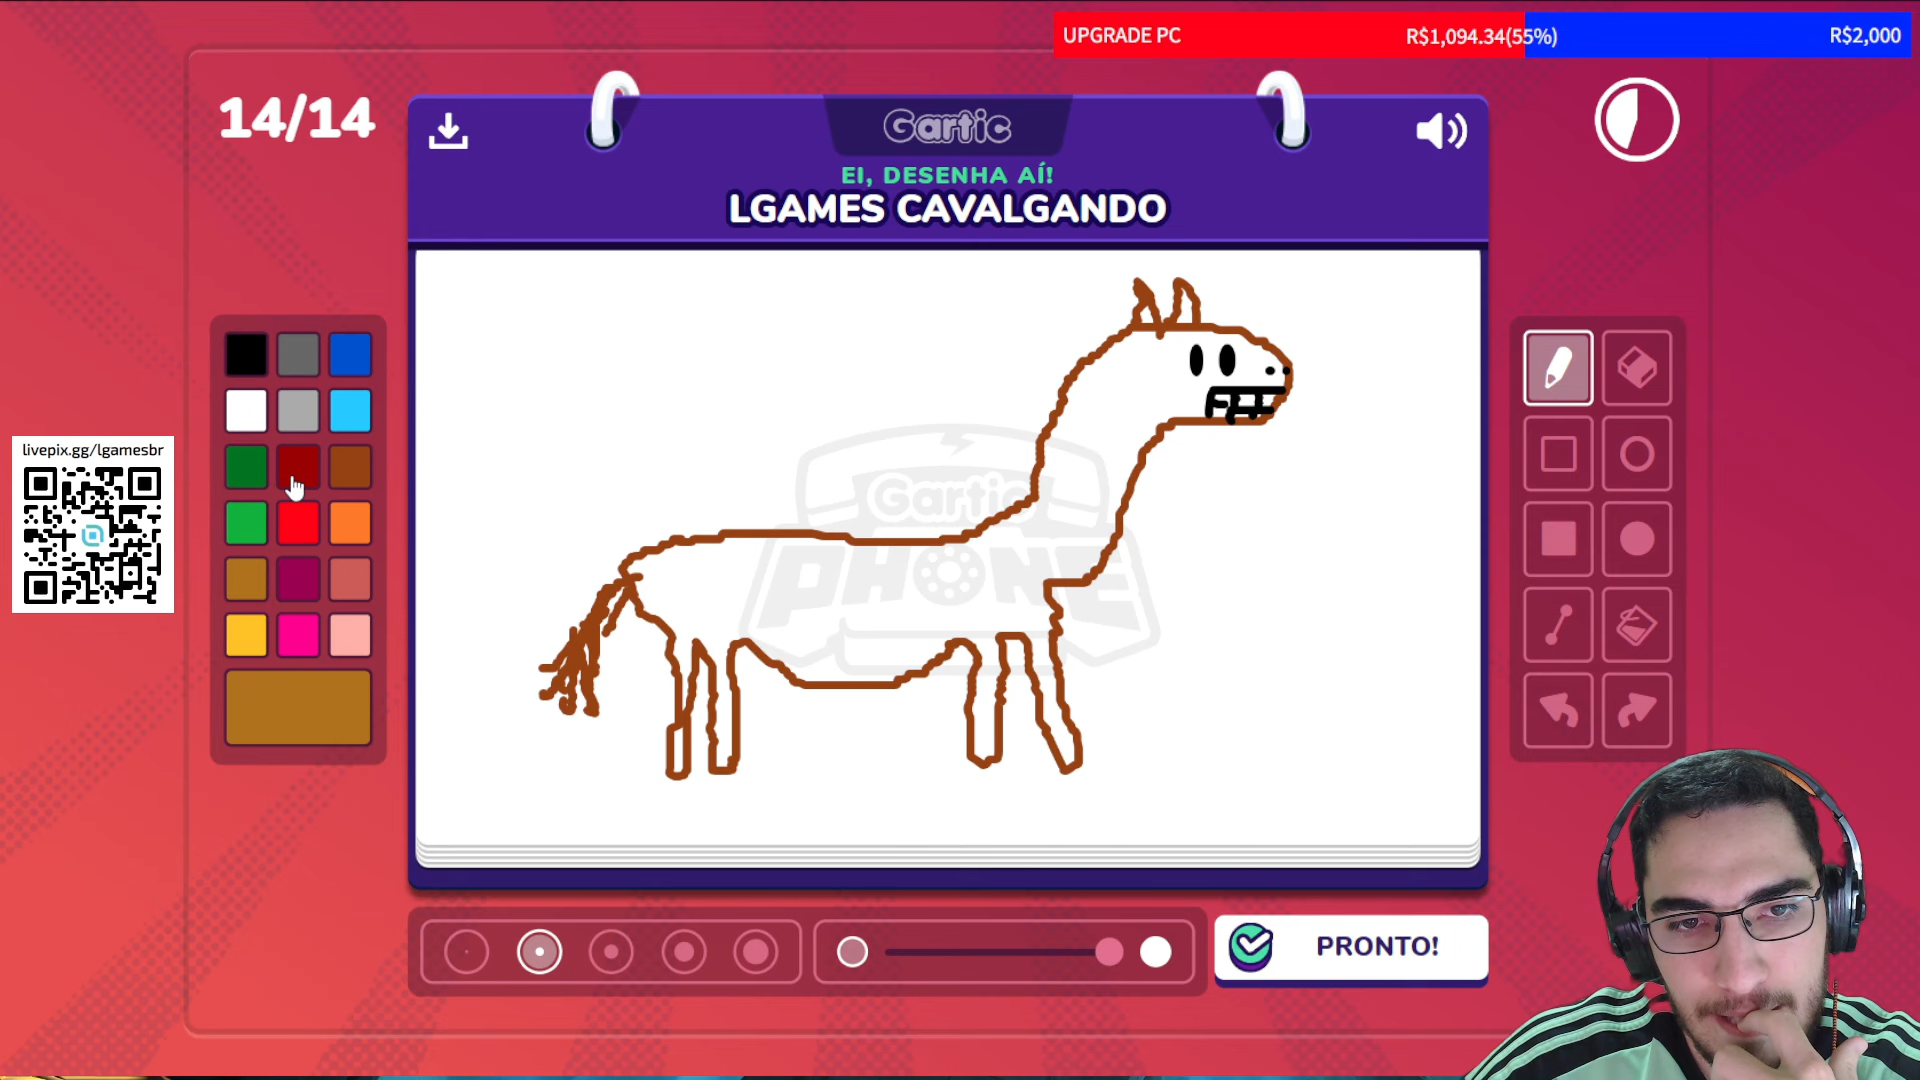 UPGRADE PC R$1,094.34(55%) R$2,000
14/14
Gartic
EI, DESENHA AÍ!
LGAMES CAVALGANDO
livepix.gg/lgamesbr
Gartic
PHONE
PRONTO!